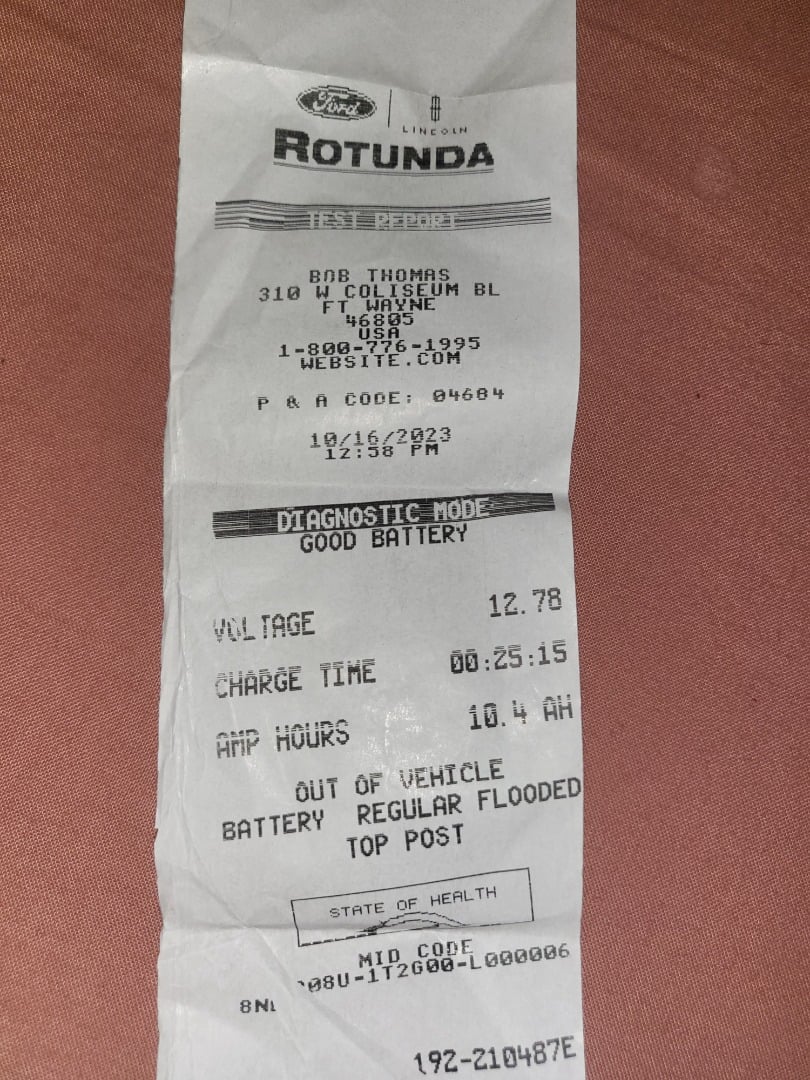 Ford
LINCOLN
ROTUNDA
TEST REPORT
BOB THOMAS
310 W COLISEUM BL
FT WAYNE
46805
USA
1-800-776-1995
WEBSITE.COM
P & A CODE: 04684
10/16/2023
12:58 PM
DIAGNOSTIC MODE
GOOD BATTERY
VOLTAGE 12.78
CHARGE TIME 00:25:15
AMP HOURS 10.4 AH
OUT OF VEHICLE
BATTERY REGULAR FLOODED
TOP POST
STATE OF HEALTH
MID CODE
08U-1T2G00-L000006
192-210487E